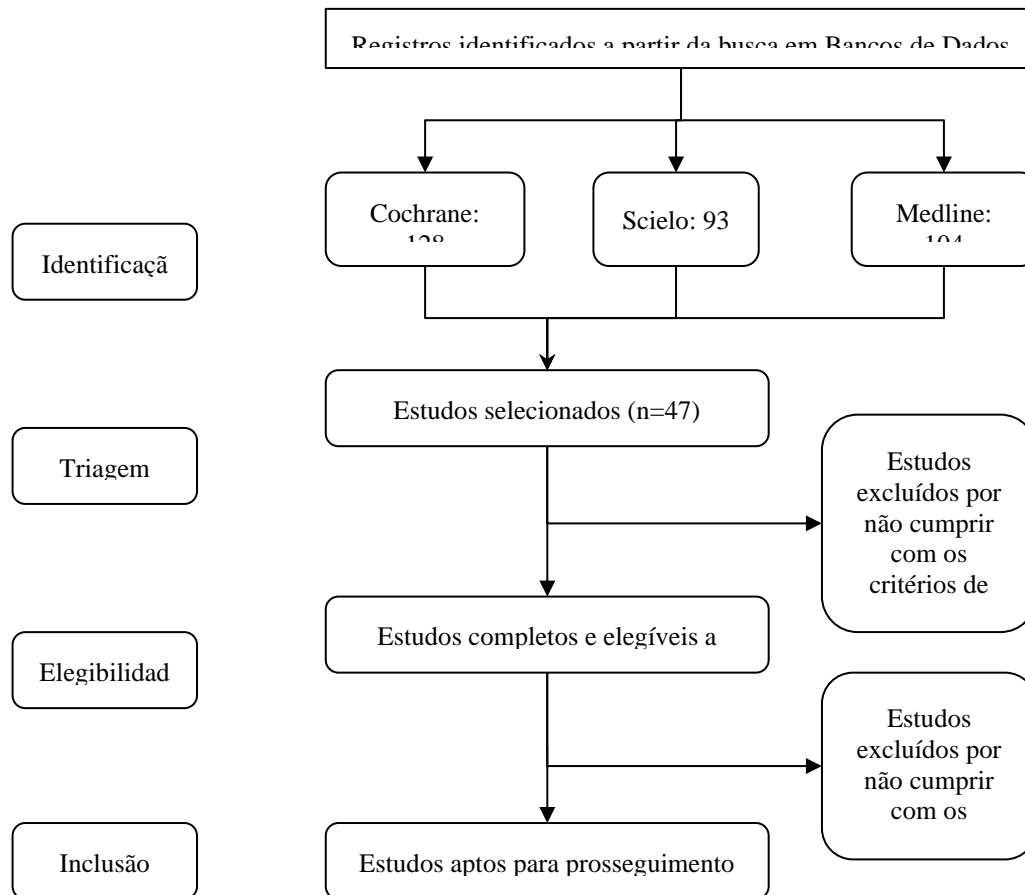 Registros identificados a partir da busca em Bancos de Dados
Cochrane:
128
Scielo: 93
Medline:
104
Identificaçã
Estudos selecionados (n=47)
Triagem
Estudos
excluídos por
não cumprir
com os
critérios de
Estudos completos e elegíveis a
Elegibilidad
Estudos
excluídos por
não cumprir
com os
Inclusão
Estudos aptos para prosseguimento